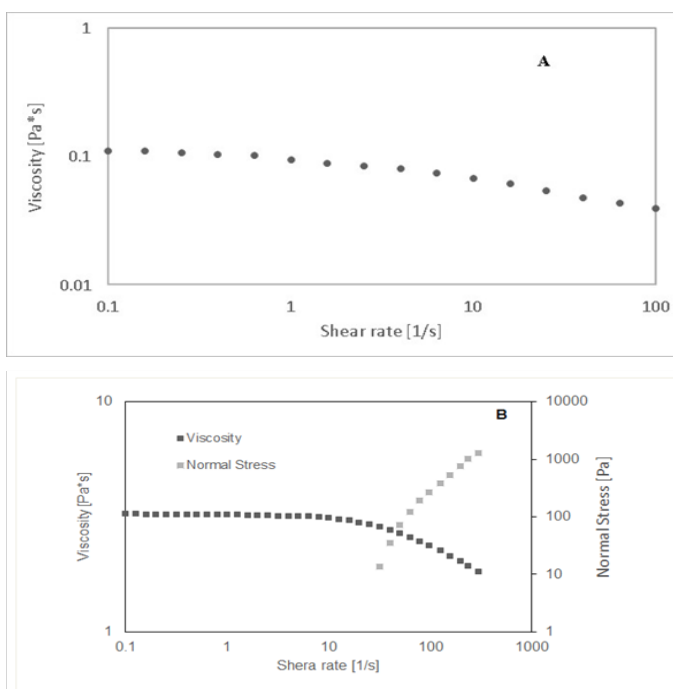 1
A
Viscosity [Pa*s]
0.1
0.01
0.1 1 10 100
Shear rate [1/s]
10 10000
B
Viscosity
Normal Stress
1000
Viscosity [Pa*s]
100
Normal Stress [Pa]
10
1 1
0.1 1 10 100 1000
Shera rate [1/s]